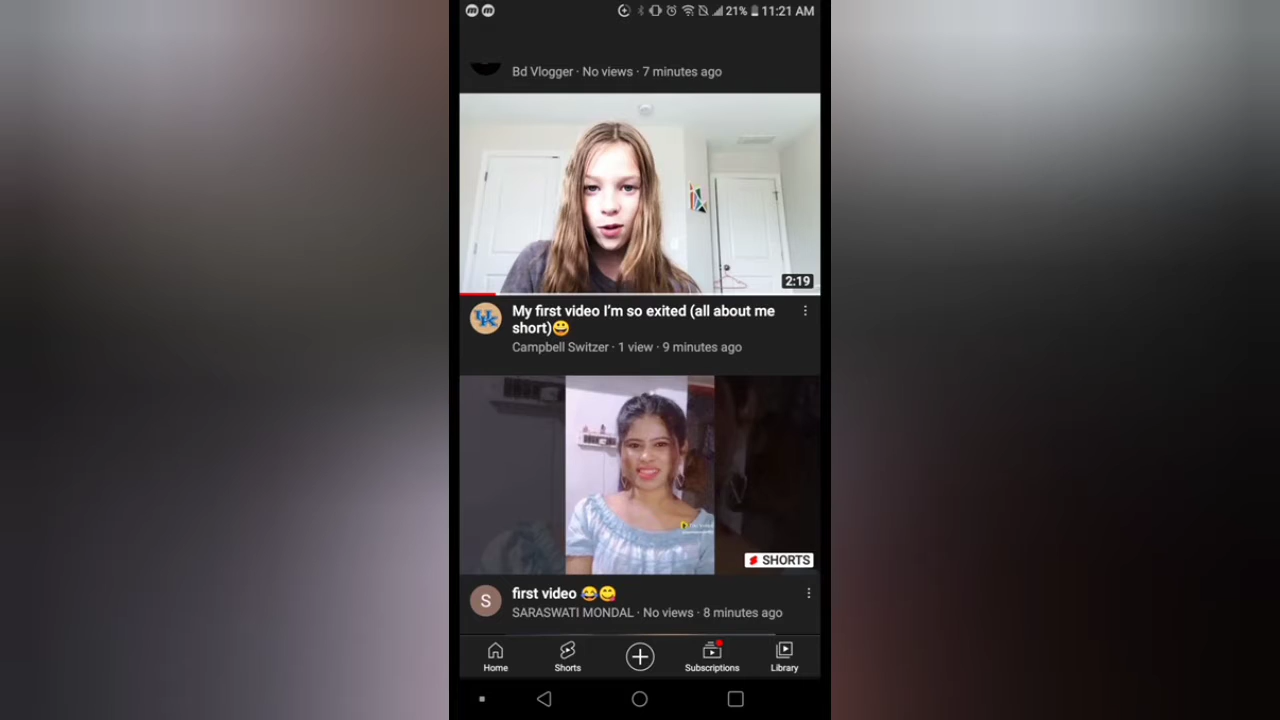 21% 11:21 AM
Bd Vlogger · No views · 7 minutes ago
2:19
My first video I'm so exited (all about me
short)😀
Campbell Switzer · 1 view · 9 minutes ago
UK
SHORTS
S
first video 😂😋
SARASWATI MONDAL · No views · 8 minutes ago
Home
Shorts
Subscriptions
Library